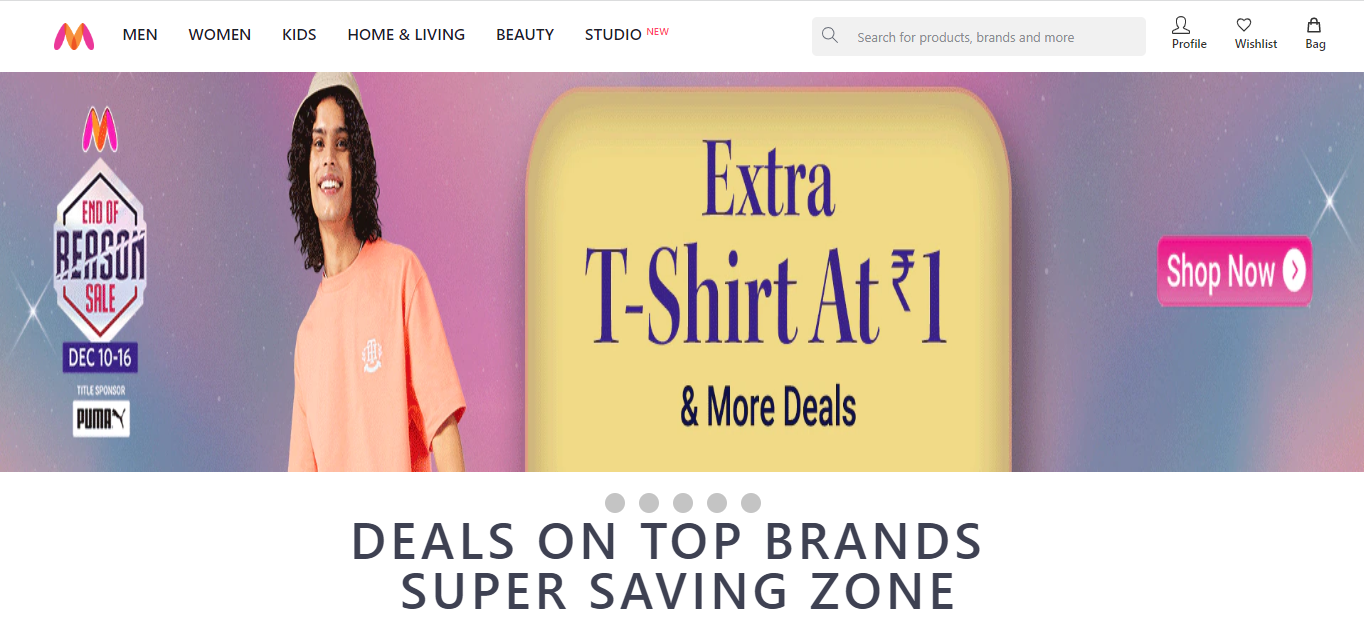 MEN WOMEN KIDS HOME & LIVING BEAUTY STUDIO NEW
Search for products, brands and more
Profile Wishlist Bag
END OF
REASON
SALE
DEC 10-16
TITLE SPONSOR
PUMA
Extra
T-Shirt At ₹1
& More Deals
Shop Now
DEALS ON TOP BRANDS
SUPER SAVING ZONE